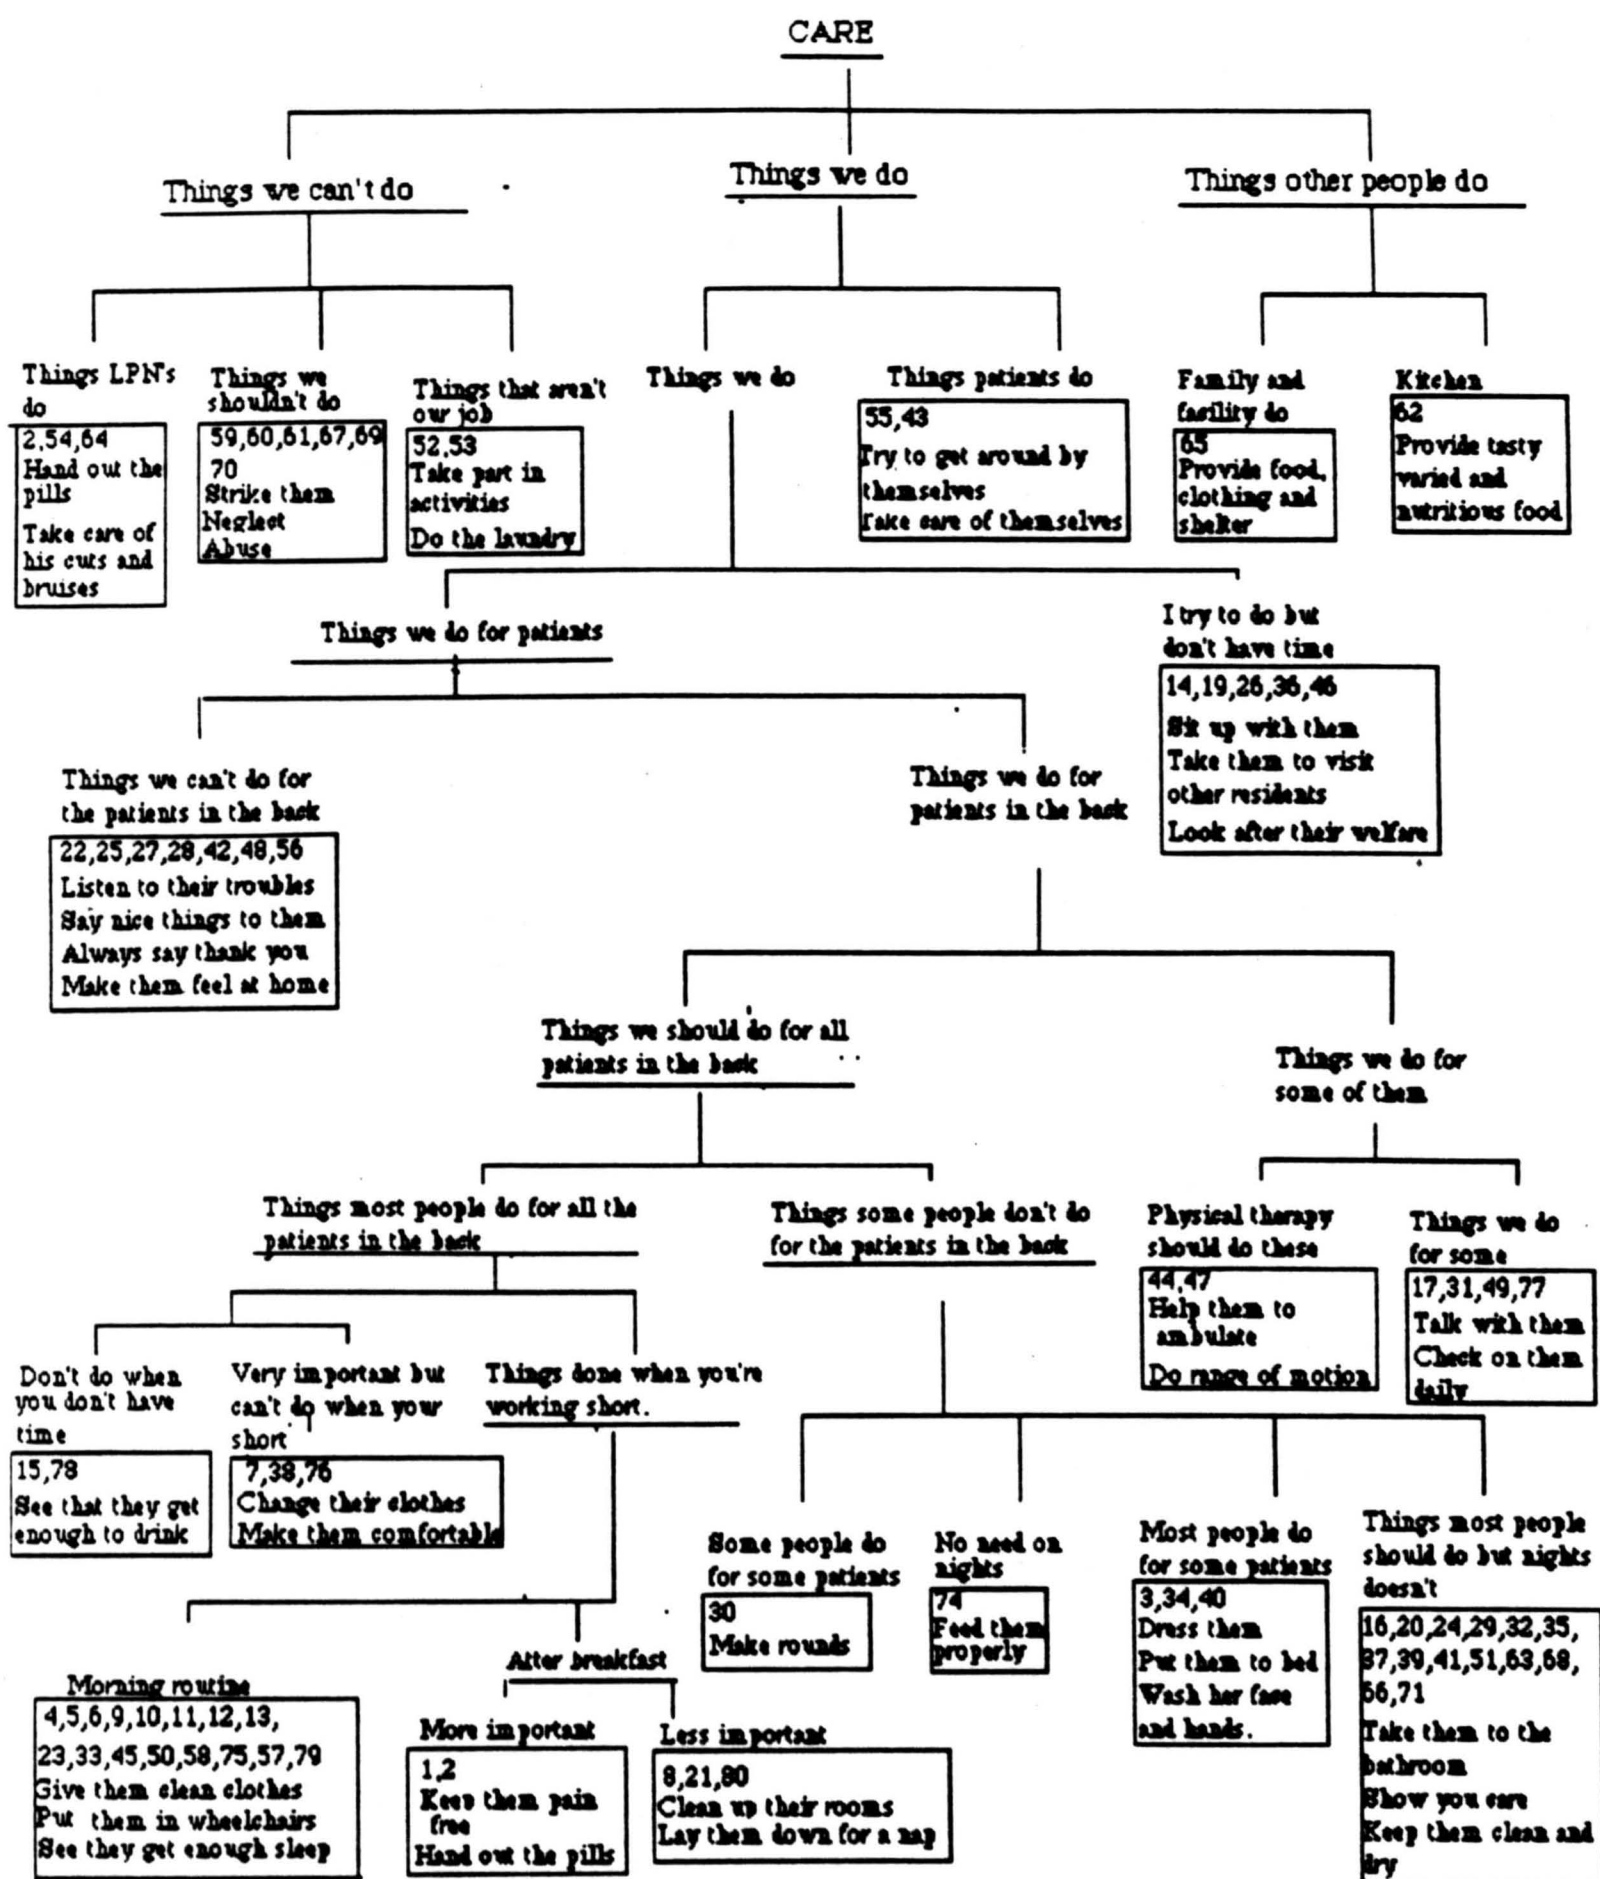 CARE
Things we can't do
Things we do
Things other people do
Things LPN's
do
2,54,64
Hand out the
pills
Take care of
his cuts and
bruises
Things we
shouldn't do
59,60,61,67,69
70
Strike them
Neglect
Abuse
Things that aren't
our job
52,53
Take part in
activities
Do the laundry
Things we do
Things patients do
55,43
Try to get around by
themselves
Take care of themselves
Family and
facility do
65
Provide food,
clothing and
shelter
Kitchen
62
Provide tasty
varied and
nutritious food
Things we do for patients
I try to do but
don't have time
14,19,26,36,46
Sit up with them
Take them to visit
other residents
Look after their welfare
Things we can't do for
the patients in the back
22,25,27,28,42,48,56
Listen to their troubles
Say nice things to them
Always say thank you
Make them feel at home
Things we do for
patients in the back
Things we should do for all
patients in the back
Things we do for
some of them
Things most people do for all the
patients in the back
Things some people don't do
for the patients in the back
Physical therapy
should do these
44,47
Help them to
ambulate
Do range of motion
Things we do
for some
17,31,49,77
Talk with them
Check on them
daily
Don't do when
you don't have
time
15,78
See that they get
enough to drink
Very important but
can't do when your
short
7,38,76
Change their clothes
Make them comfortable
Things done when you're
working short.
Some people do
for some patients
30
Make rounds
No need on
nights
74
Feed them
properly
Most people do
for some patients
3,34,40
Dress them
Put them to bed
Wash her face
and hands.
Things most people
should do but nights
doesn't
16,20,24,29,32,35,
37,39,41,51,63,68,
66,71
Take them to the
bathroom
Show you care
Keep them clean and
dry
Morning routine
4,5,6,9,10,11,12,13,
23,33,45,50,58,75,57,79
Give them clean clothes
Put them in wheelchairs
See they get enough sleep
After breakfast
More important
1,2
Keep them pain
free
Hand out the pills
Less important
8,21,80
Clean up their rooms
Lay them down for a nap